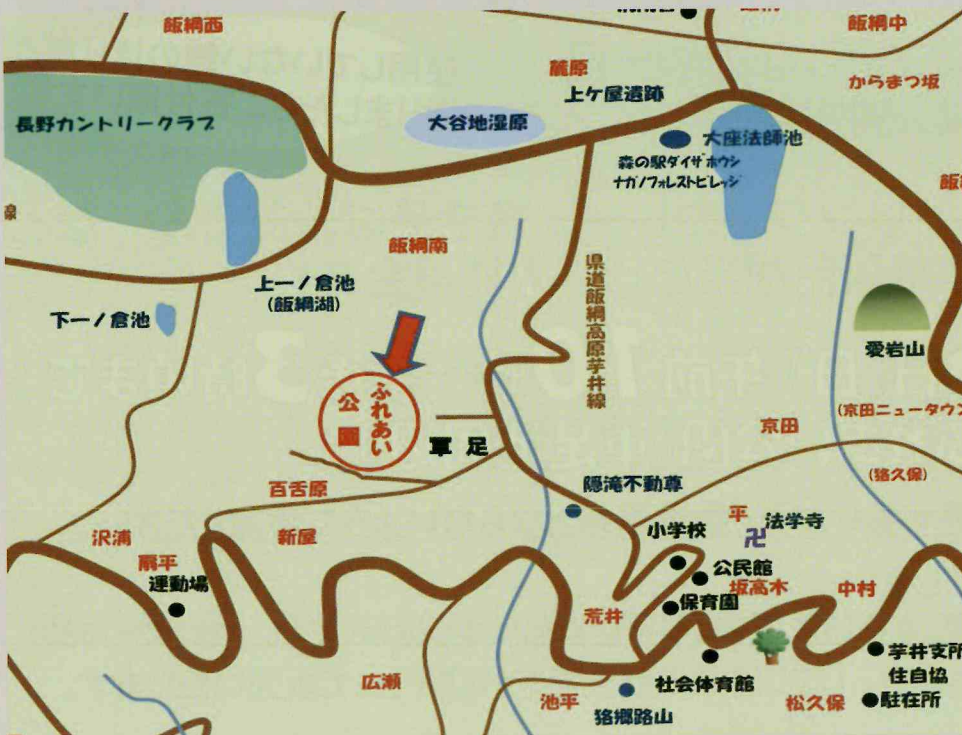 飯綱西
飯綱中
麓原
からまつ坂
上ケ屋遺跡
長野カントリークラブ
大谷地湿原
大座法師池
森の駅ダイザホウシ
ナガノフォレストビレッジ
飯綱南
県道飯綱高原芋井線
上一ノ倉池
(飯綱湖)
下一ノ倉池
愛岩山
ふれあい
公園
(京田ニュータウン
京田
軍足
(猪久保)
百舌原
隠滝不動尊
沢浦
新屋
小学校
平
法学寺
扇平
運動場
公民館
坂高木
中村
保育園
荒井
芋井支所
住自協
広瀬
社会体育館
池平
松久保
駐在所
猪郷路山